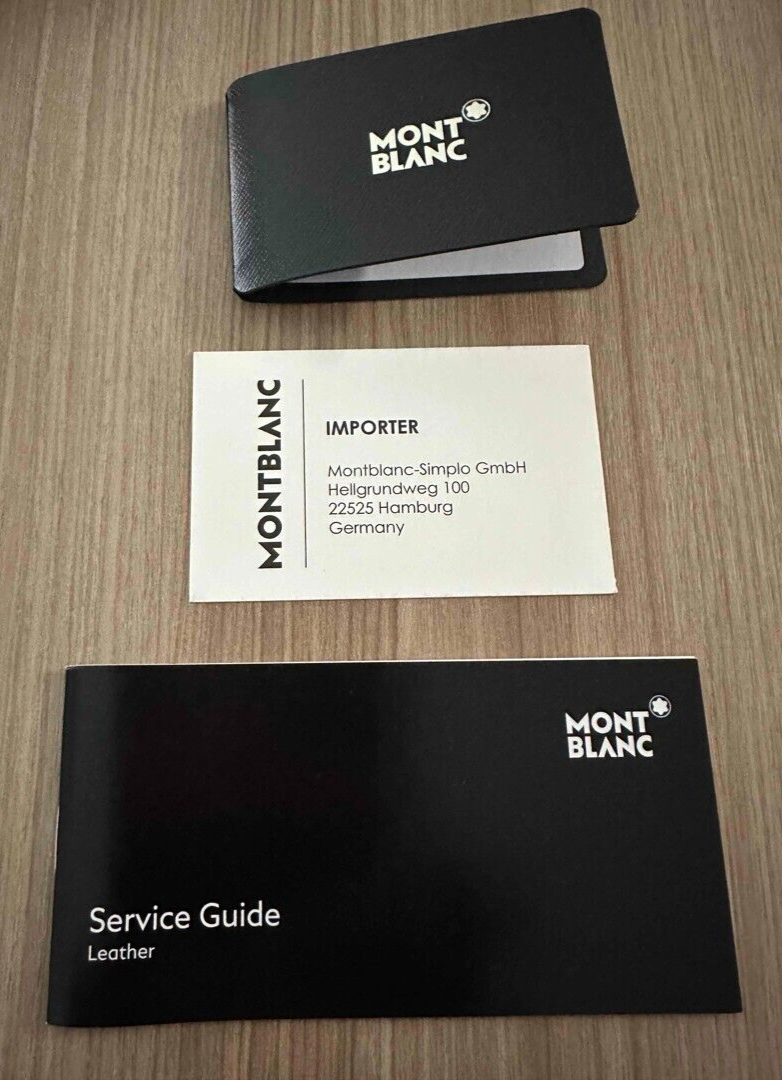 MONT
BLANC
MONTBLANC
IMPORTER
Montblanc-Simplo GmbH
Hellgrundweg 100
22525 Hamburg
Germany
MONT
BLANC
Service Guide
Leather